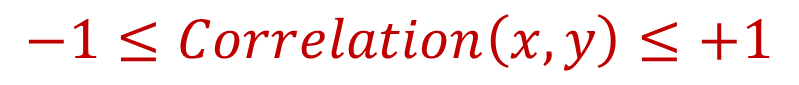 −1 ≤ Correlation(x, y) ≤ +1